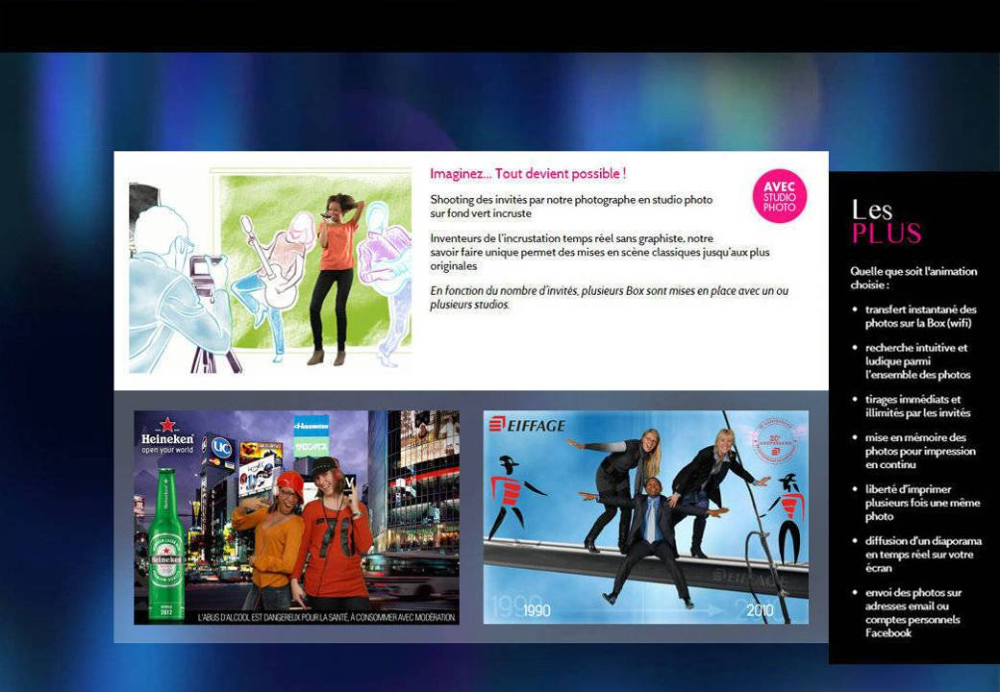 Imaginez... Tout devient possible !
AVEC
STUDIO
PHOTO
Shooting des invités par notre photographe en studio photo
sur fond vert incruste
Inventeurs de l'incrustation temps réel sans graphiste, notre
savoir faire unique permet des mises en scène classiques jusqu'aux plus
originales
En fonction du nombre d'invités, plusieurs Box sont mises en place avec un ou
plusieurs studios.
Heineken
open your world
UC
Heineken
L'ABUS D'ALCOOL EST DANGEREUX POUR LA SANTÉ, À CONSOMMER AVEC MODÉRATION.
EIFFAGE
EIFFAGE
1990
1990
2010
Les
PLUS
Quelle que soit l'animation
choisie :
• transfert instantané des
photos sur la Box (wifi)
• recherche intuitive et
ludique parmi
l'ensemble des photos
• tirages immédiats et
illimités par les invités
• mise en mémoire des
photos pour impression
en continu
• liberté d'imprimer
plusieurs fois une même
photo
• diffusion d'un diaporama
en temps réel sur votre
écran
• envoi des photos sur
adresses email ou
comptes personnels
Facebook